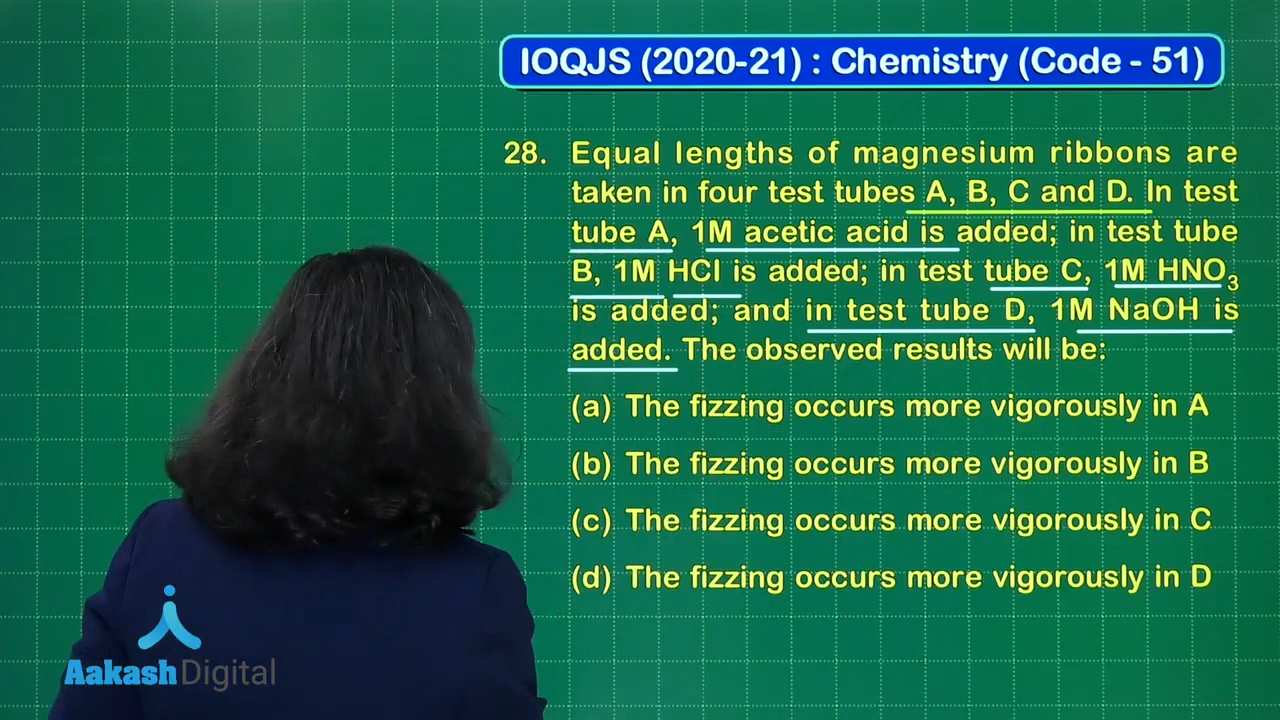 IOQJS (2020-21) : Chemistry (Code - 51)
28. Equal lengths of magnesium ribbons are
taken in four test tubes A, B, C and D. In test
tube A, 1M acetic acid is added; in test tube
B, 1M HCl is added; in test tube C, 1M HNO₃
is added; and in test tube D, 1M NaOH is
added. The observed results will be:
(a) The fizzing occurs more vigorously in A
(b) The fizzing occurs more vigorously in B
(c) The fizzing occurs more vigorously in C
(d) The fizzing occurs more vigorously in D
Aakash Digital